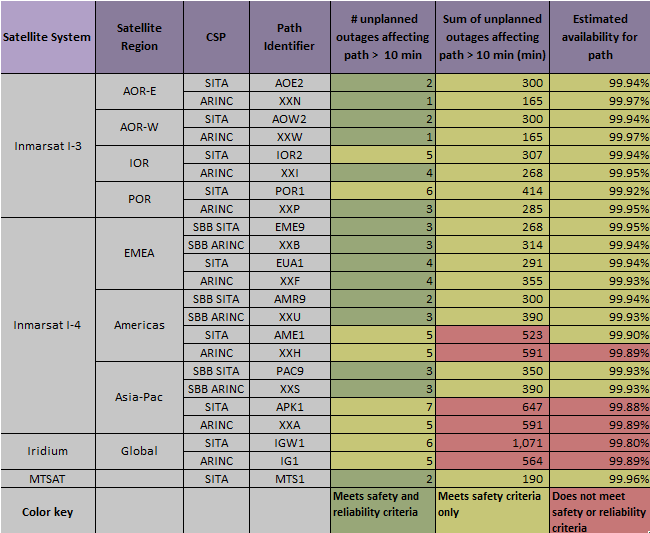 Satellite System | Satellite Region | CSP | Path Identifier | # unplanned outages affecting path > 10 min | Sum of unplanned outages affecting path > 10 min (min) | Estimated availability for path
Inmarsat I-3 | AOR-E | SITA | AOE2 | 2 | 300 | 99.94%
ARINC | XXN | 1 | 165 | 99.97%
AOR-W | SITA | AOW2 | 2 | 300 | 99.94%
ARINC | XXW | 1 | 165 | 99.97%
IOR | SITA | IOR2 | 5 | 307 | 99.94%
ARINC | XXI | 4 | 268 | 99.95%
POR | SITA | POR1 | 6 | 414 | 99.92%
ARINC | XXP | 3 | 285 | 99.95%
Inmarsat I-4 | EMEA | SBB SITA | EME9 | 3 | 268 | 99.95%
SBB ARINC | XXB | 3 | 314 | 99.94%
SITA | EUA1 | 4 | 291 | 99.94%
ARINC | XXF | 4 | 355 | 99.93%
Americas | SBB SITA | AMR9 | 2 | 300 | 99.94%
SBB ARINC | XXU | 3 | 390 | 99.93%
SITA | AME1 | 5 | 523 | 99.90%
ARINC | XXH | 5 | 591 | 99.89%
Asia-Pac | SBB SITA | PAC9 | 3 | 350 | 99.93%
SBB ARINC | XXS | 3 | 390 | 99.93%
SITA | APK1 | 7 | 647 | 99.88%
ARINC | XXA | 5 | 591 | 99.89%
Iridium | Global | SITA | IGW1 | 6 | 1,071 | 99.80%
ARINC | IG1 | 5 | 564 | 99.89%
MTSAT | SITA | MTS1 | 2 | 190 | 99.96%
Color key | Meets safety and reliability criteria | Meets safety criteria only | Does not meet safety or reliability criteria